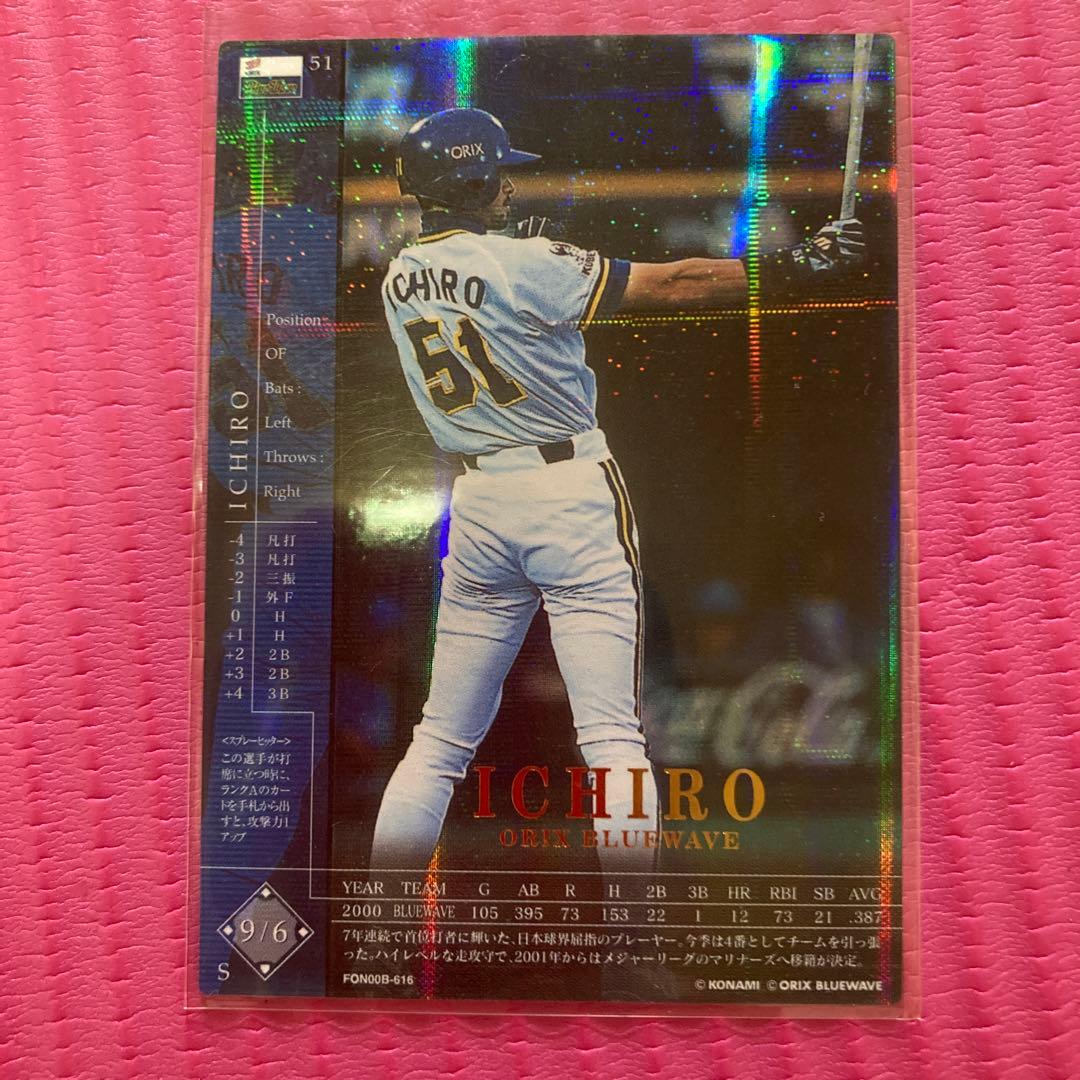 51
ORIX
KOBE
ICHIRO
51
Position:
OF
Bats :
Left
Throws :
Right
ICHIRO
-4 凡打
-3 凡打
-2 三振
-1 外F
0 H
+1 H
+2 2B
+3 2B
+4 3B
<スプレーヒッター>
この選手が打
席に立つ時に、
ランクAのカー
ドを手札から出
すと、攻撃力1
アップ
ICHIRO
ORIX BLUEWAVE
YEAR TEAM G AB R H 2B 3B HR RBI SB AVG
2000 BLUEWAVE 105 395 73 153 22 1 12 73 21 .387
7年連続で首位打者に輝いた、日本球界屈指のプレーヤー。今季は4番としてチームを引っ張
った。ハイレベルな走攻守で、2001年からはメジャーリーグのマリナーズへ移籍が決定。
9/6
S
FON00B-616
©KONAMI ©ORIX BLUEWAVE